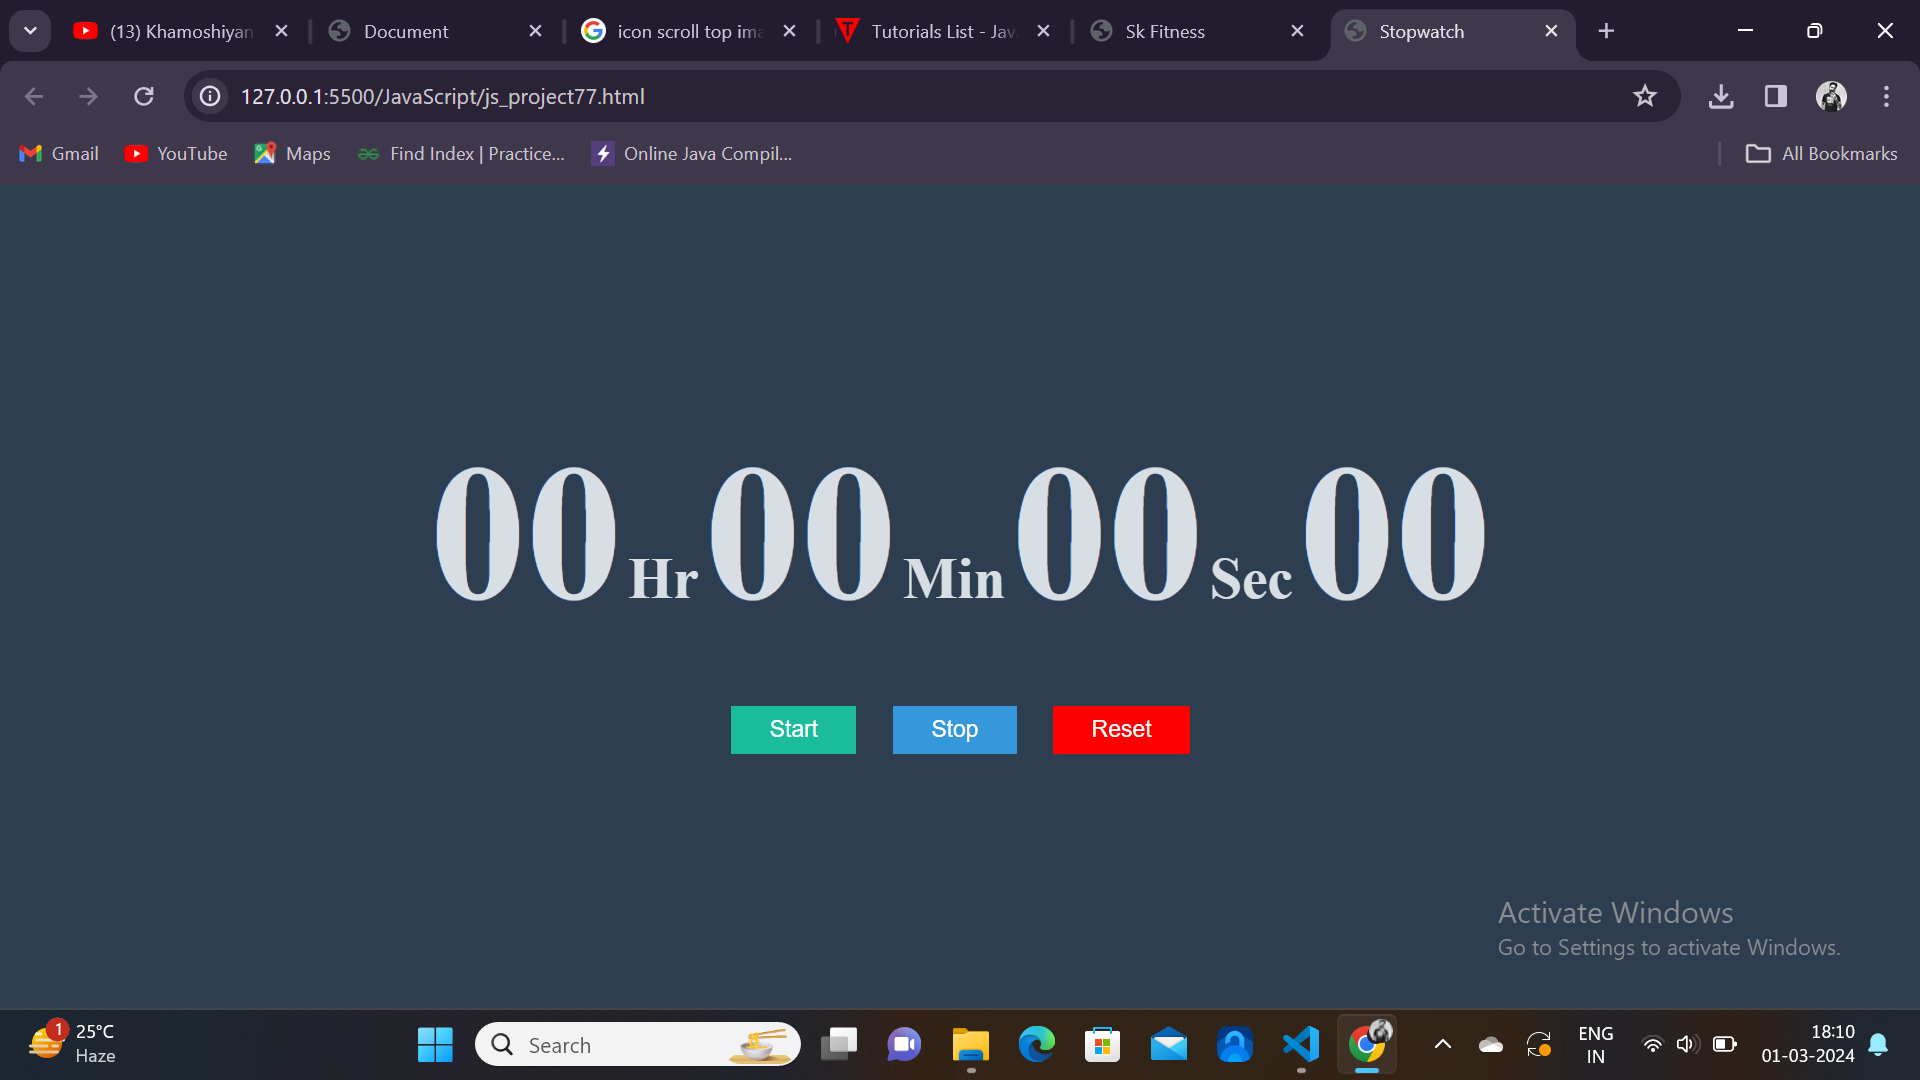 (13) Khamoshiyan
Document
icon scroll top ima
Tutorials List - Jav
Sk Fitness
Stopwatch
127.0.0.1:5500/JavaScript/js_project77.html
Gmail
YouTube
Maps
Find Index | Practice...
Online Java Compil...
All Bookmarks
00 Hr 00 Min 00 Sec 00
Start
Stop
Reset
Activate Windows
Go to Settings to activate Windows.
1
25°C
Haze
Search
ENG
IN
18:10
01-03-2024